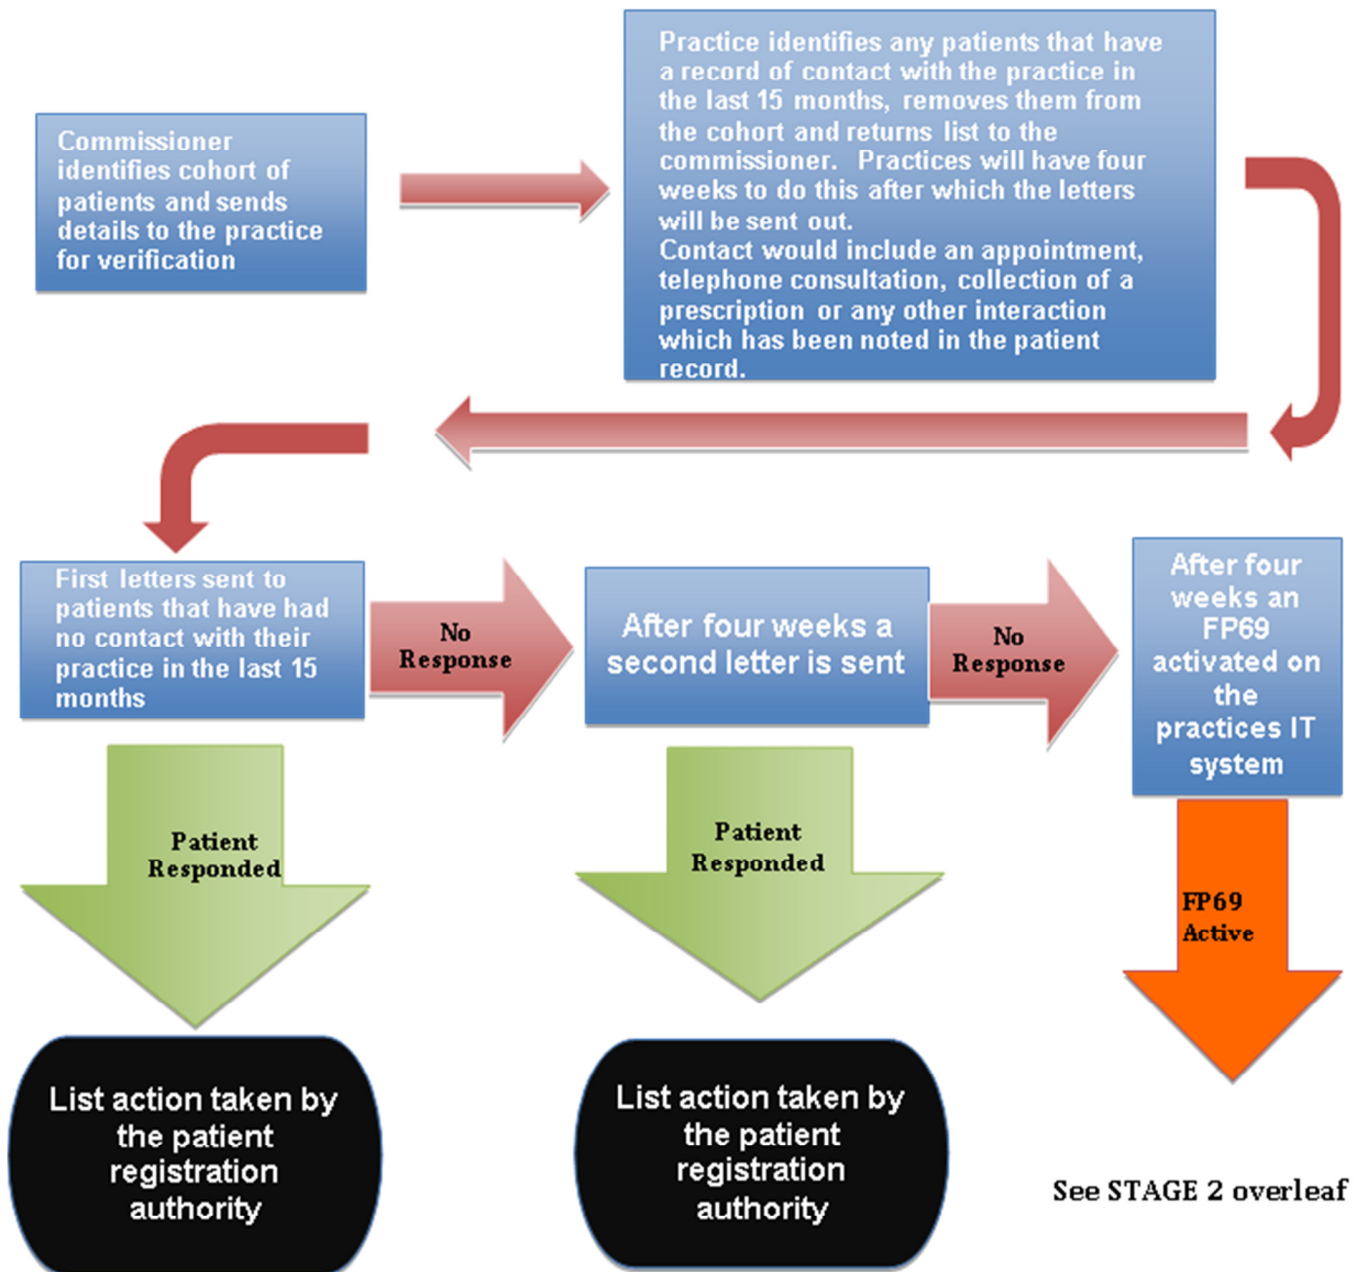 Commissioner
identifies cohort of
patients and sends
details to the practice
for verification
Practice identifies any patients that have
a record of contact with the practice in
the last 15 months, removes them from
the cohort and returns list to the
commissioner. Practices will have four
weeks to do this after which the letters
will be sent out.
Contact would include an appointment,
telephone consultation, collection of a
prescription or any other interaction
which has been noted in the patient
record.
First letters sent to
patients that have had
no contact with their
practice in the last 15
months
No
Response
After four weeks a
second letter is sent
No
Response
After four
weeks an
FP69
activated on
the
practices IT
system
Patient
Responded
Patient
Responded
FP69
Active
List action taken by
the patient
registration
authority
List action taken by
the patient
registration
authority
See STAGE 2 overleaf